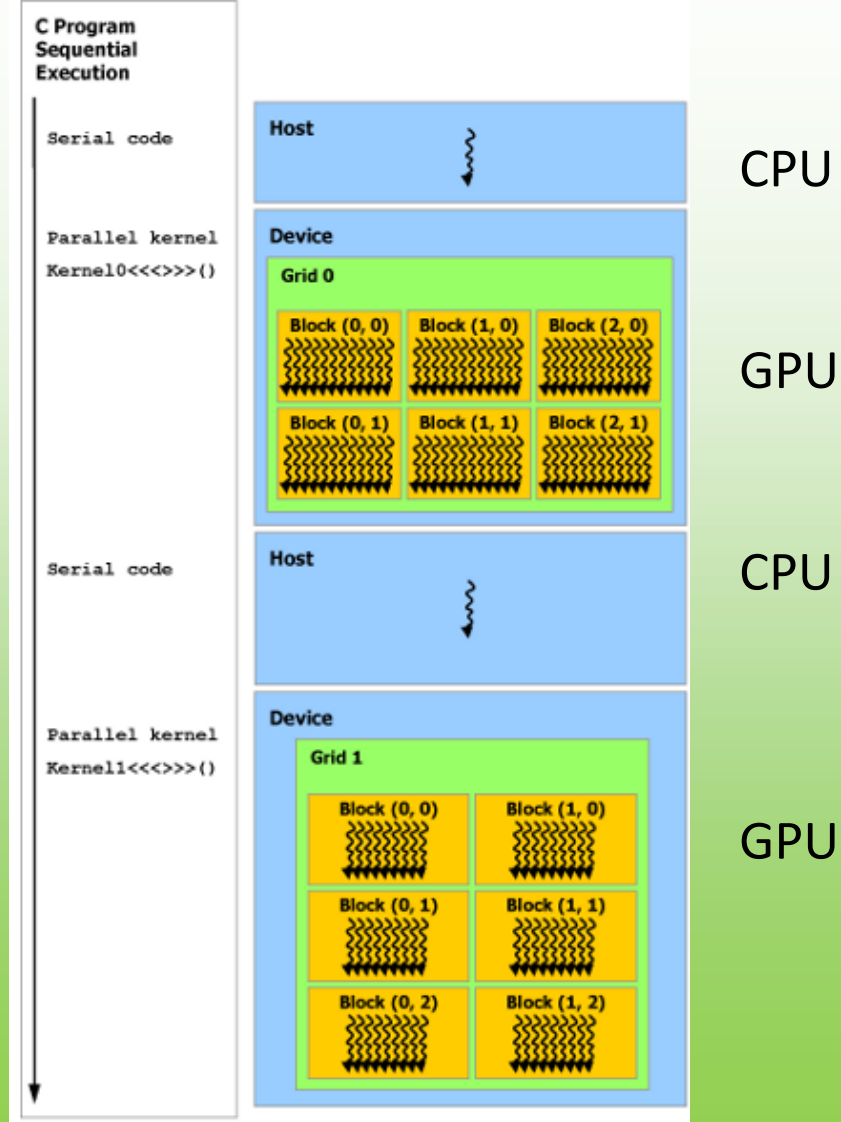 C Program
Sequential
Execution
Serial code
Host
CPU
Parallel kernel
Kernel0<<<>>>()
Device
Grid 0
Block (0, 0) Block (1, 0) Block (2, 0)
GPU
Block (0, 1) Block (1, 1) Block (2, 1)
Serial code
Host
CPU
Parallel kernel
Kernel1<<<>>>()
Device
Grid 1
Block (0, 0) Block (1, 0)
GPU
Block (0, 1) Block (1, 1)
Block (0, 2) Block (1, 2)